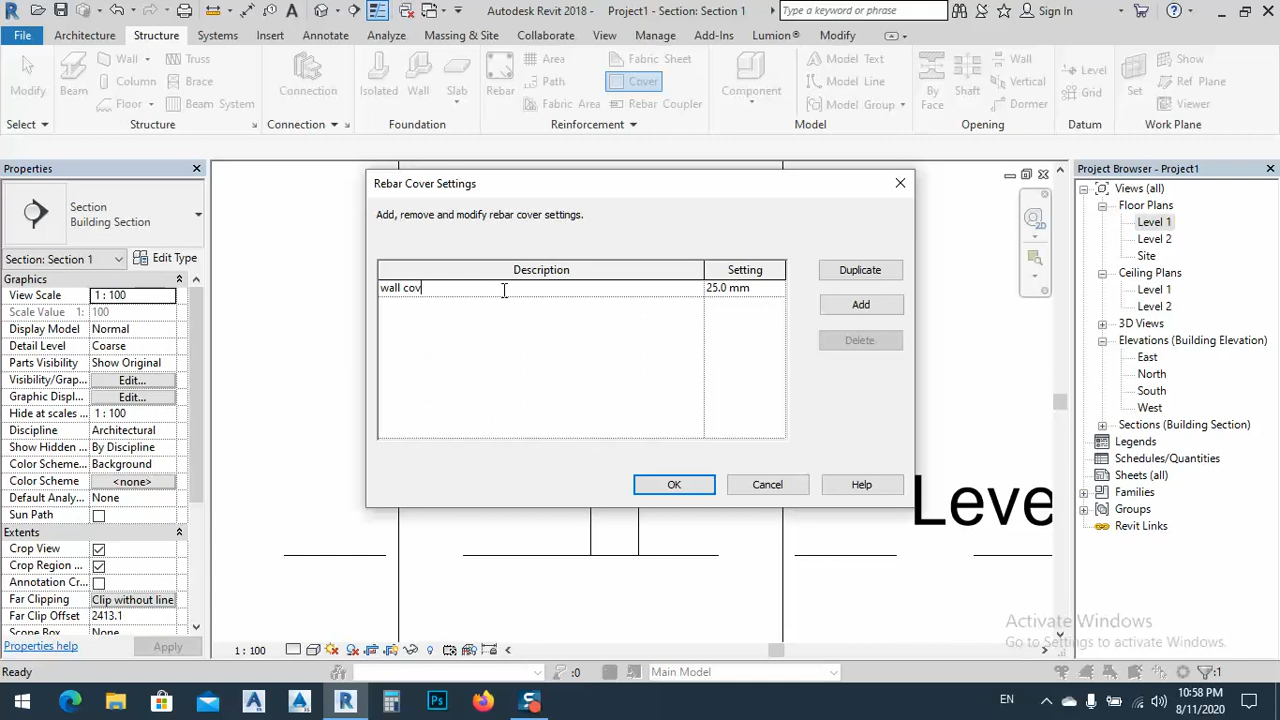 Autodesk Revit 2018 - Project1 - Section: Section 1
Type a keyword or phrase
Sign In
File Architecture Structure Systems Insert Annotate Analyze Massing & Site Collaborate View Manage Add-Ins Lumion® Modify
Modify
Beam
Wall
Column
Floor
Truss
Brace
Beam System
Connection
Isolated
Wall
Slab
Rebar
Area
Path
Fabric Area
Fabric Sheet
Cover
Rebar Coupler
Component
Model Text
Model Line
Model Group
By Face
Shaft
Wall
Vertical
Dormer
Level
Grid
Set
Show
Ref Plane
Viewer
Select
Structure
Connection
Foundation
Reinforcement
Model
Opening
Datum
Work Plane
Properties
Section
Building Section
Section: Section 1
Edit Type
Graphics
View Scale 1 : 100
Scale Value 1: 100
Display Model Normal
Detail Level Coarse
Parts Visibility Show Original
Visibility/Grap... Edit...
Graphic Displ... Edit...
Hide at scales ... 1 : 100
Discipline Architectural
Show Hidden ... By Discipline
Color Scheme... Background
Color Scheme <none>
Default Analy... None
Sun Path
Extents
Crop View
Crop Region ...
Annotation Cr...
Far Clipping Clip without line
Far Clip Offset 2413.1
Scope Box None
Properties help
Apply
Rebar Cover Settings
Add, remove and modify rebar cover settings.
Description Setting
wall cov 25.0 mm
Duplicate
Add
Delete
OK
Cancel
Help
Leve
1 : 100
Project Browser - Project1
Views (all)
Floor Plans
Level 1
Level 2
Site
Ceiling Plans
Level 1
Level 2
3D Views
Elevations (Building Elevation)
East
North
South
West
Sections (Building Section)
Legends
Schedules/Quantities
Sheets (all)
Families
Groups
Revit Links
Activate Windows
Go to Settings to activate Windows.
Ready
:0
Main Model
:1
EN
10:58 PM
8/11/2020